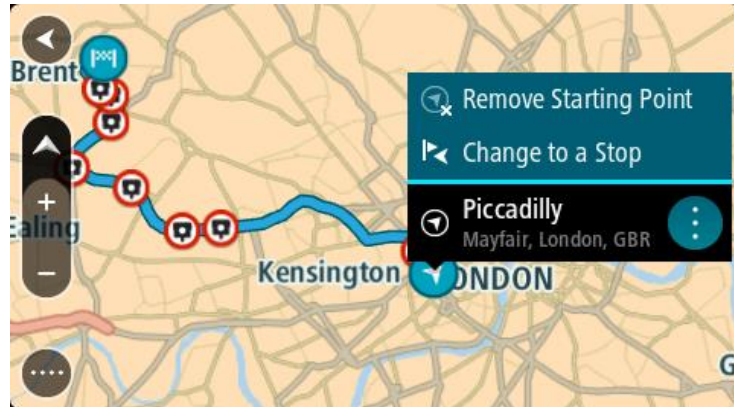 Brent
Remove Starting Point
Change to a Stop
Piccadilly
Mayfair, London, GBR
Ealing
Kensington
ONDON
G